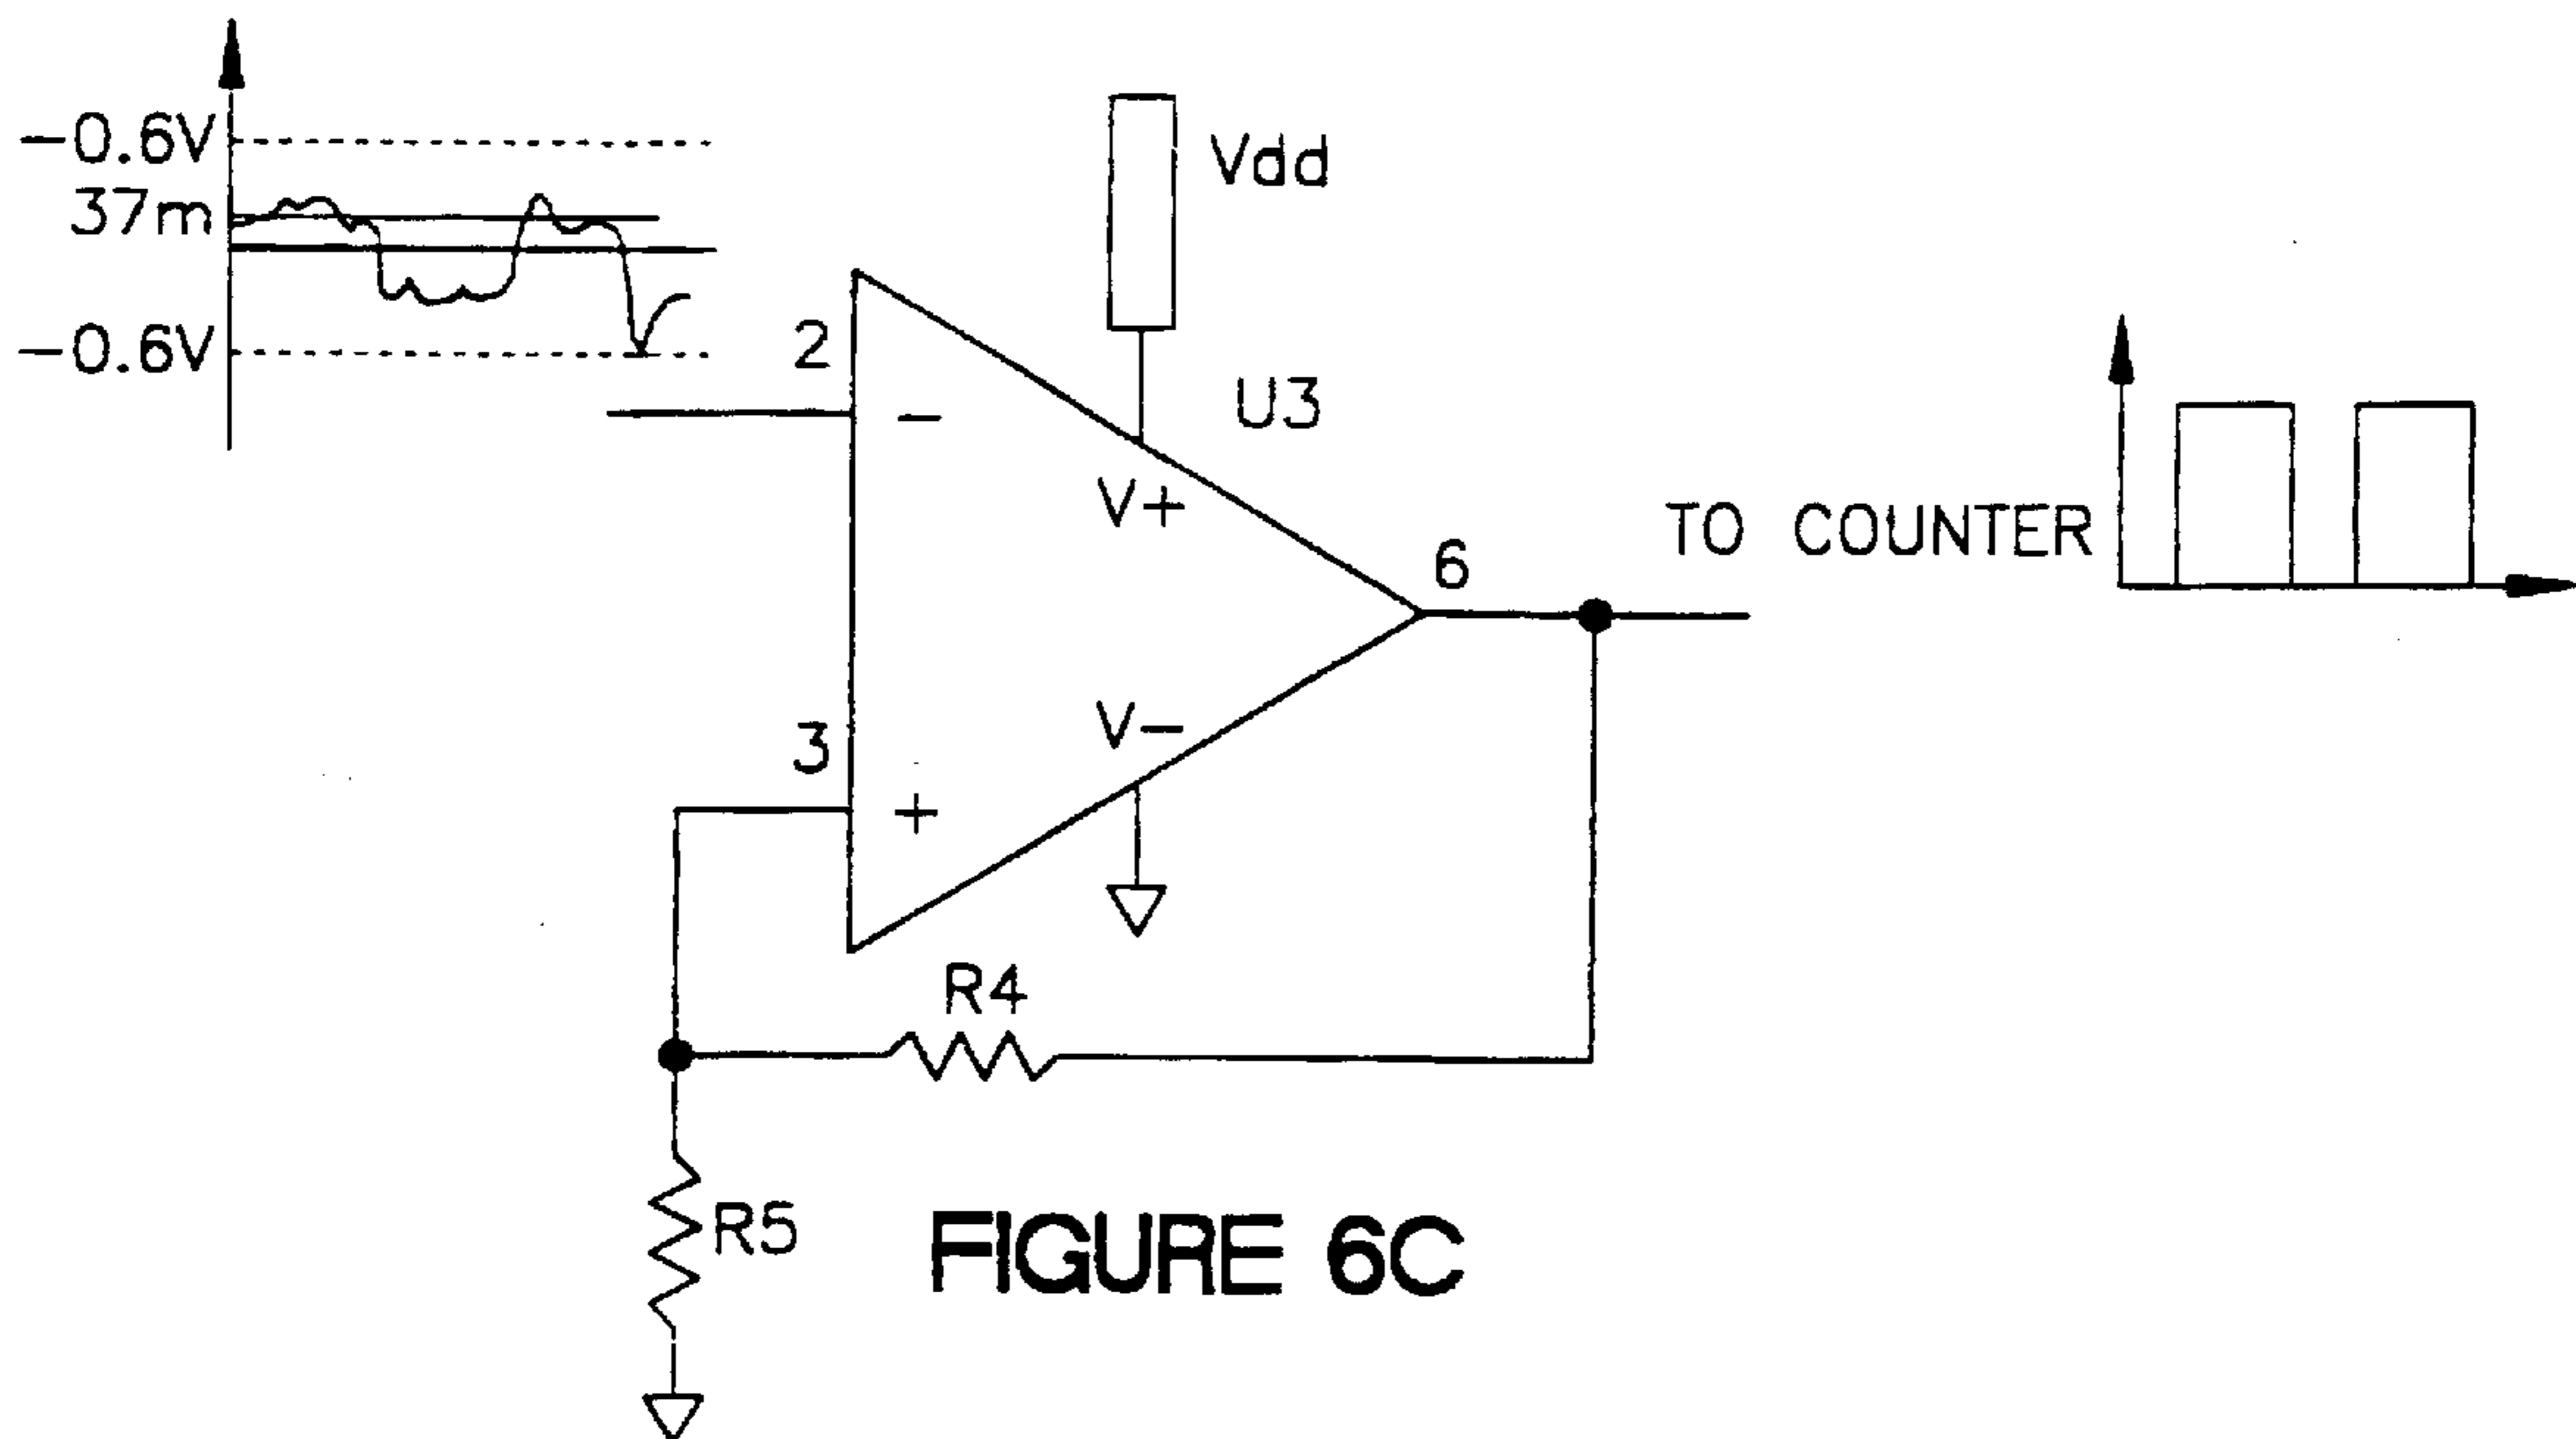 -0.6V
37m
-0.6V
Vdd
2
-
U3
V+
6
TO COUNTER
3
+
V-
R4
R5
FIGURE 6C